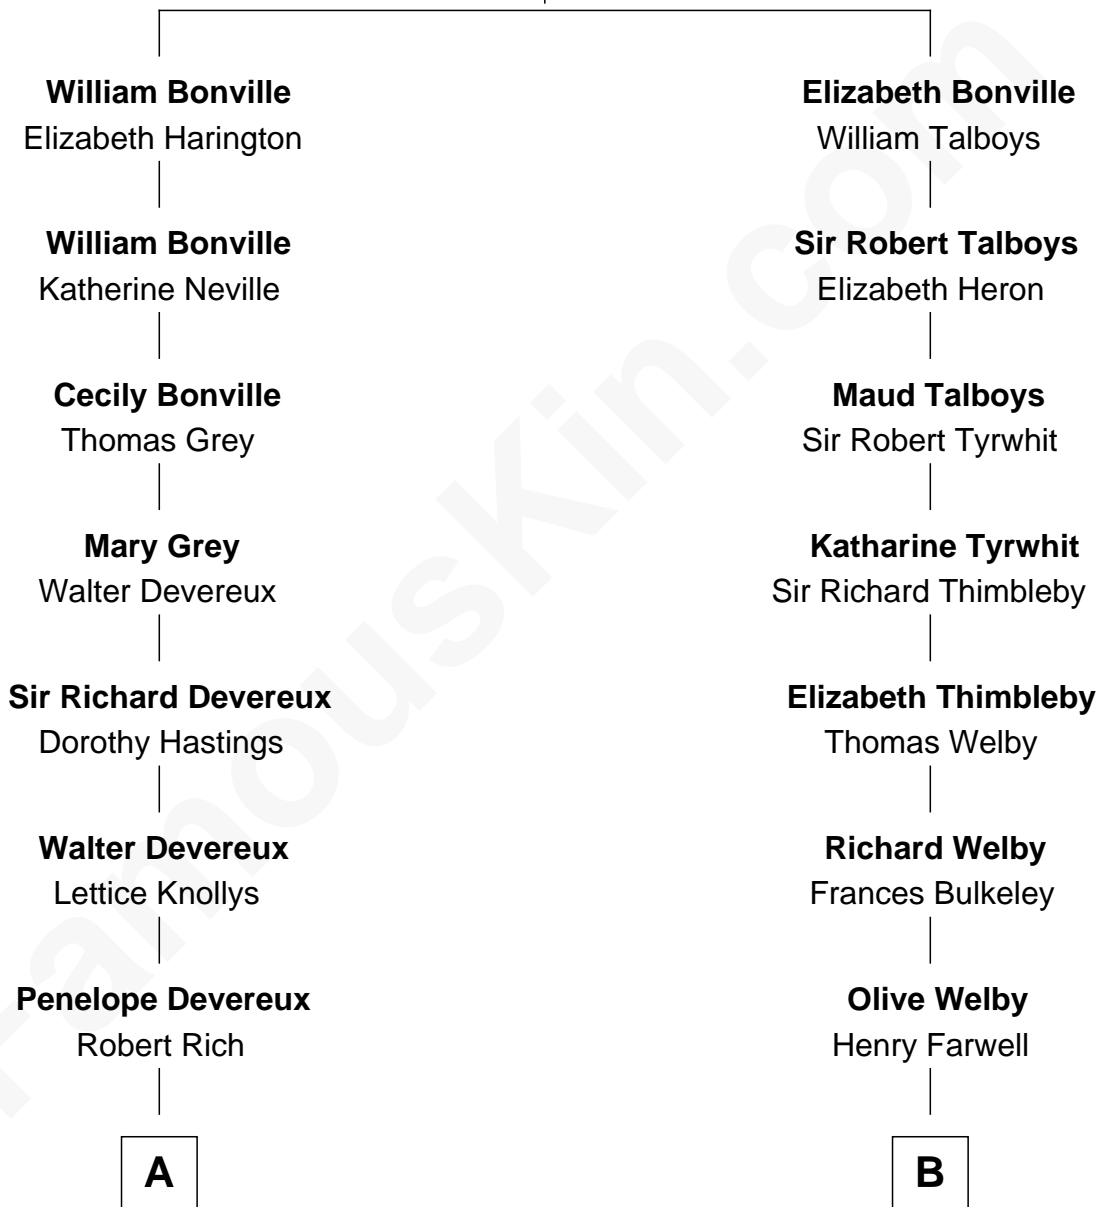 William Bonville
Elizabeth Harington
William Bonville
Katherine Neville
Cecily Bonville
Thomas Grey
Mary Grey
Walter Devereux
Sir Richard Devereux
Dorothy Hastings
Walter Devereux
Lettice Knollys
Penelope Devereux
Robert Rich
A
Elizabeth Bonville
William Talboys
Sir Robert Talboys
Elizabeth Heron
Maud Talboys
Sir Robert Tyrwhit
Katharine Tyrwhit
Sir Richard Thimbleby
Elizabeth Thimbleby
Thomas Welby
Richard Welby
Frances Bulkeley
Olive Welby
Henry Farwell
B
FamousKin.com